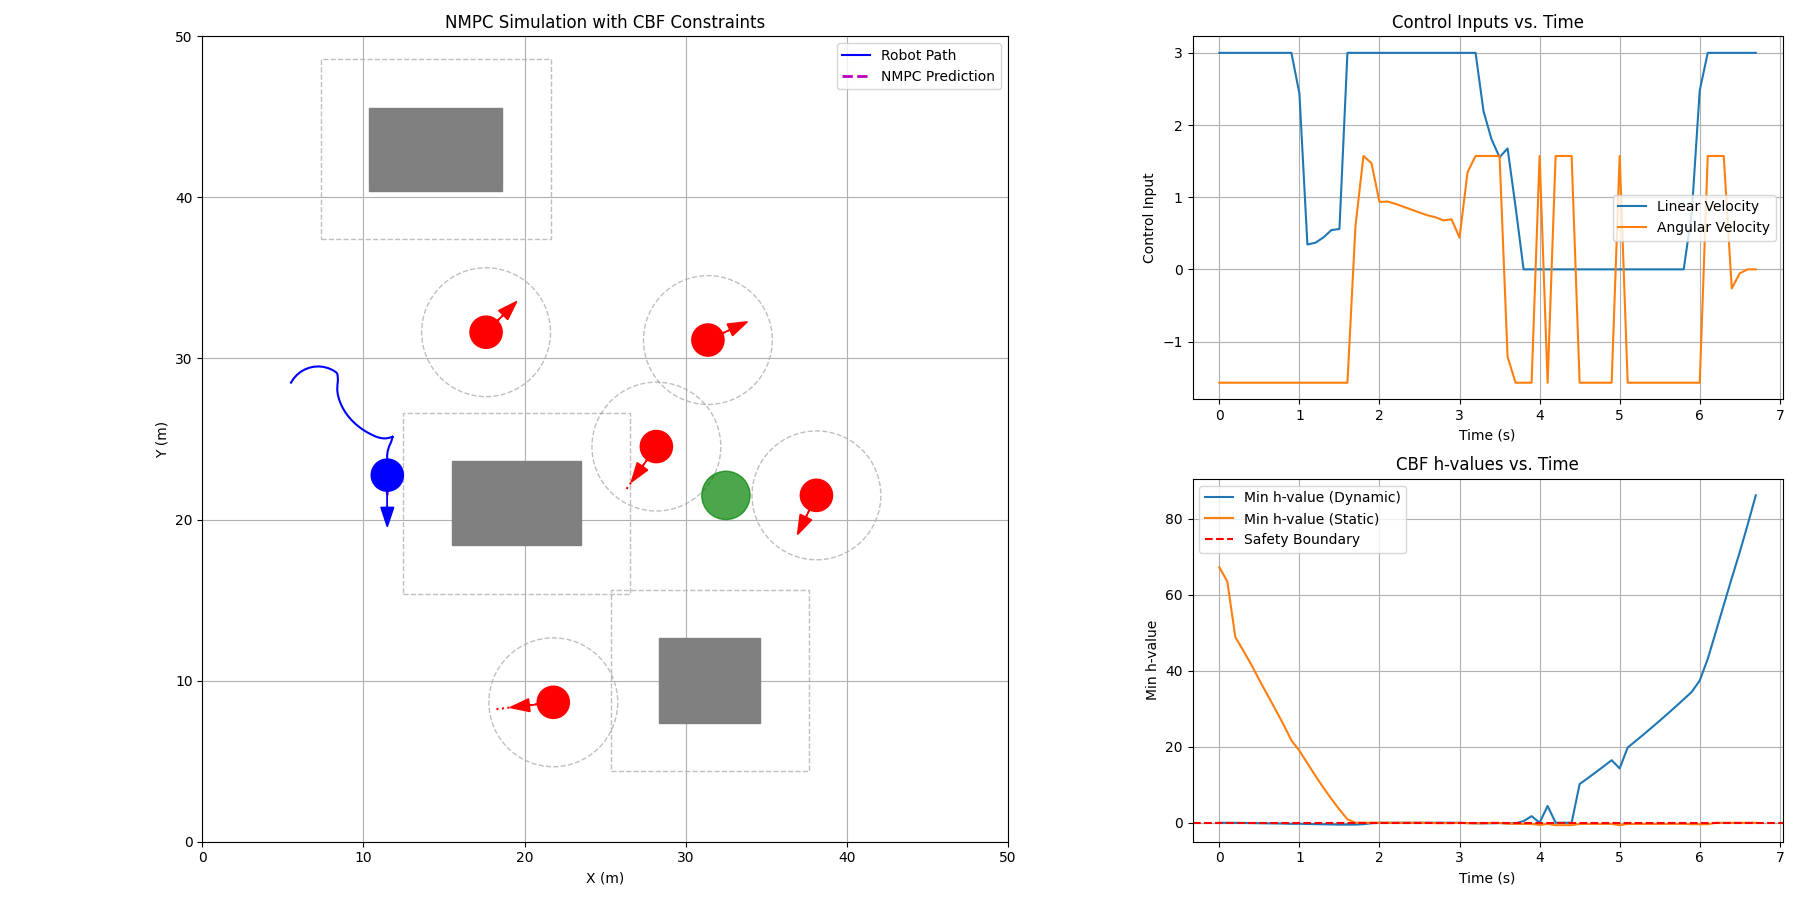 NMPC Simulation with CBF Constraints
50
40
30
20
10
0
Y (m)
0 10 20 30 40 50
X (m)
Robot Path
NMPC Prediction
Control Inputs vs. Time
3
2
1
0
−1
Control Input
Linear Velocity
Angular Velocity
0 1 2 3 4 5 6 7
Time (s)
CBF h-values vs. Time
Min h-value (Dynamic)
Min h-value (Static)
Safety Boundary
80
60
40
20
0
Min h-value
0 1 2 3 4 5 6 7
Time (s)